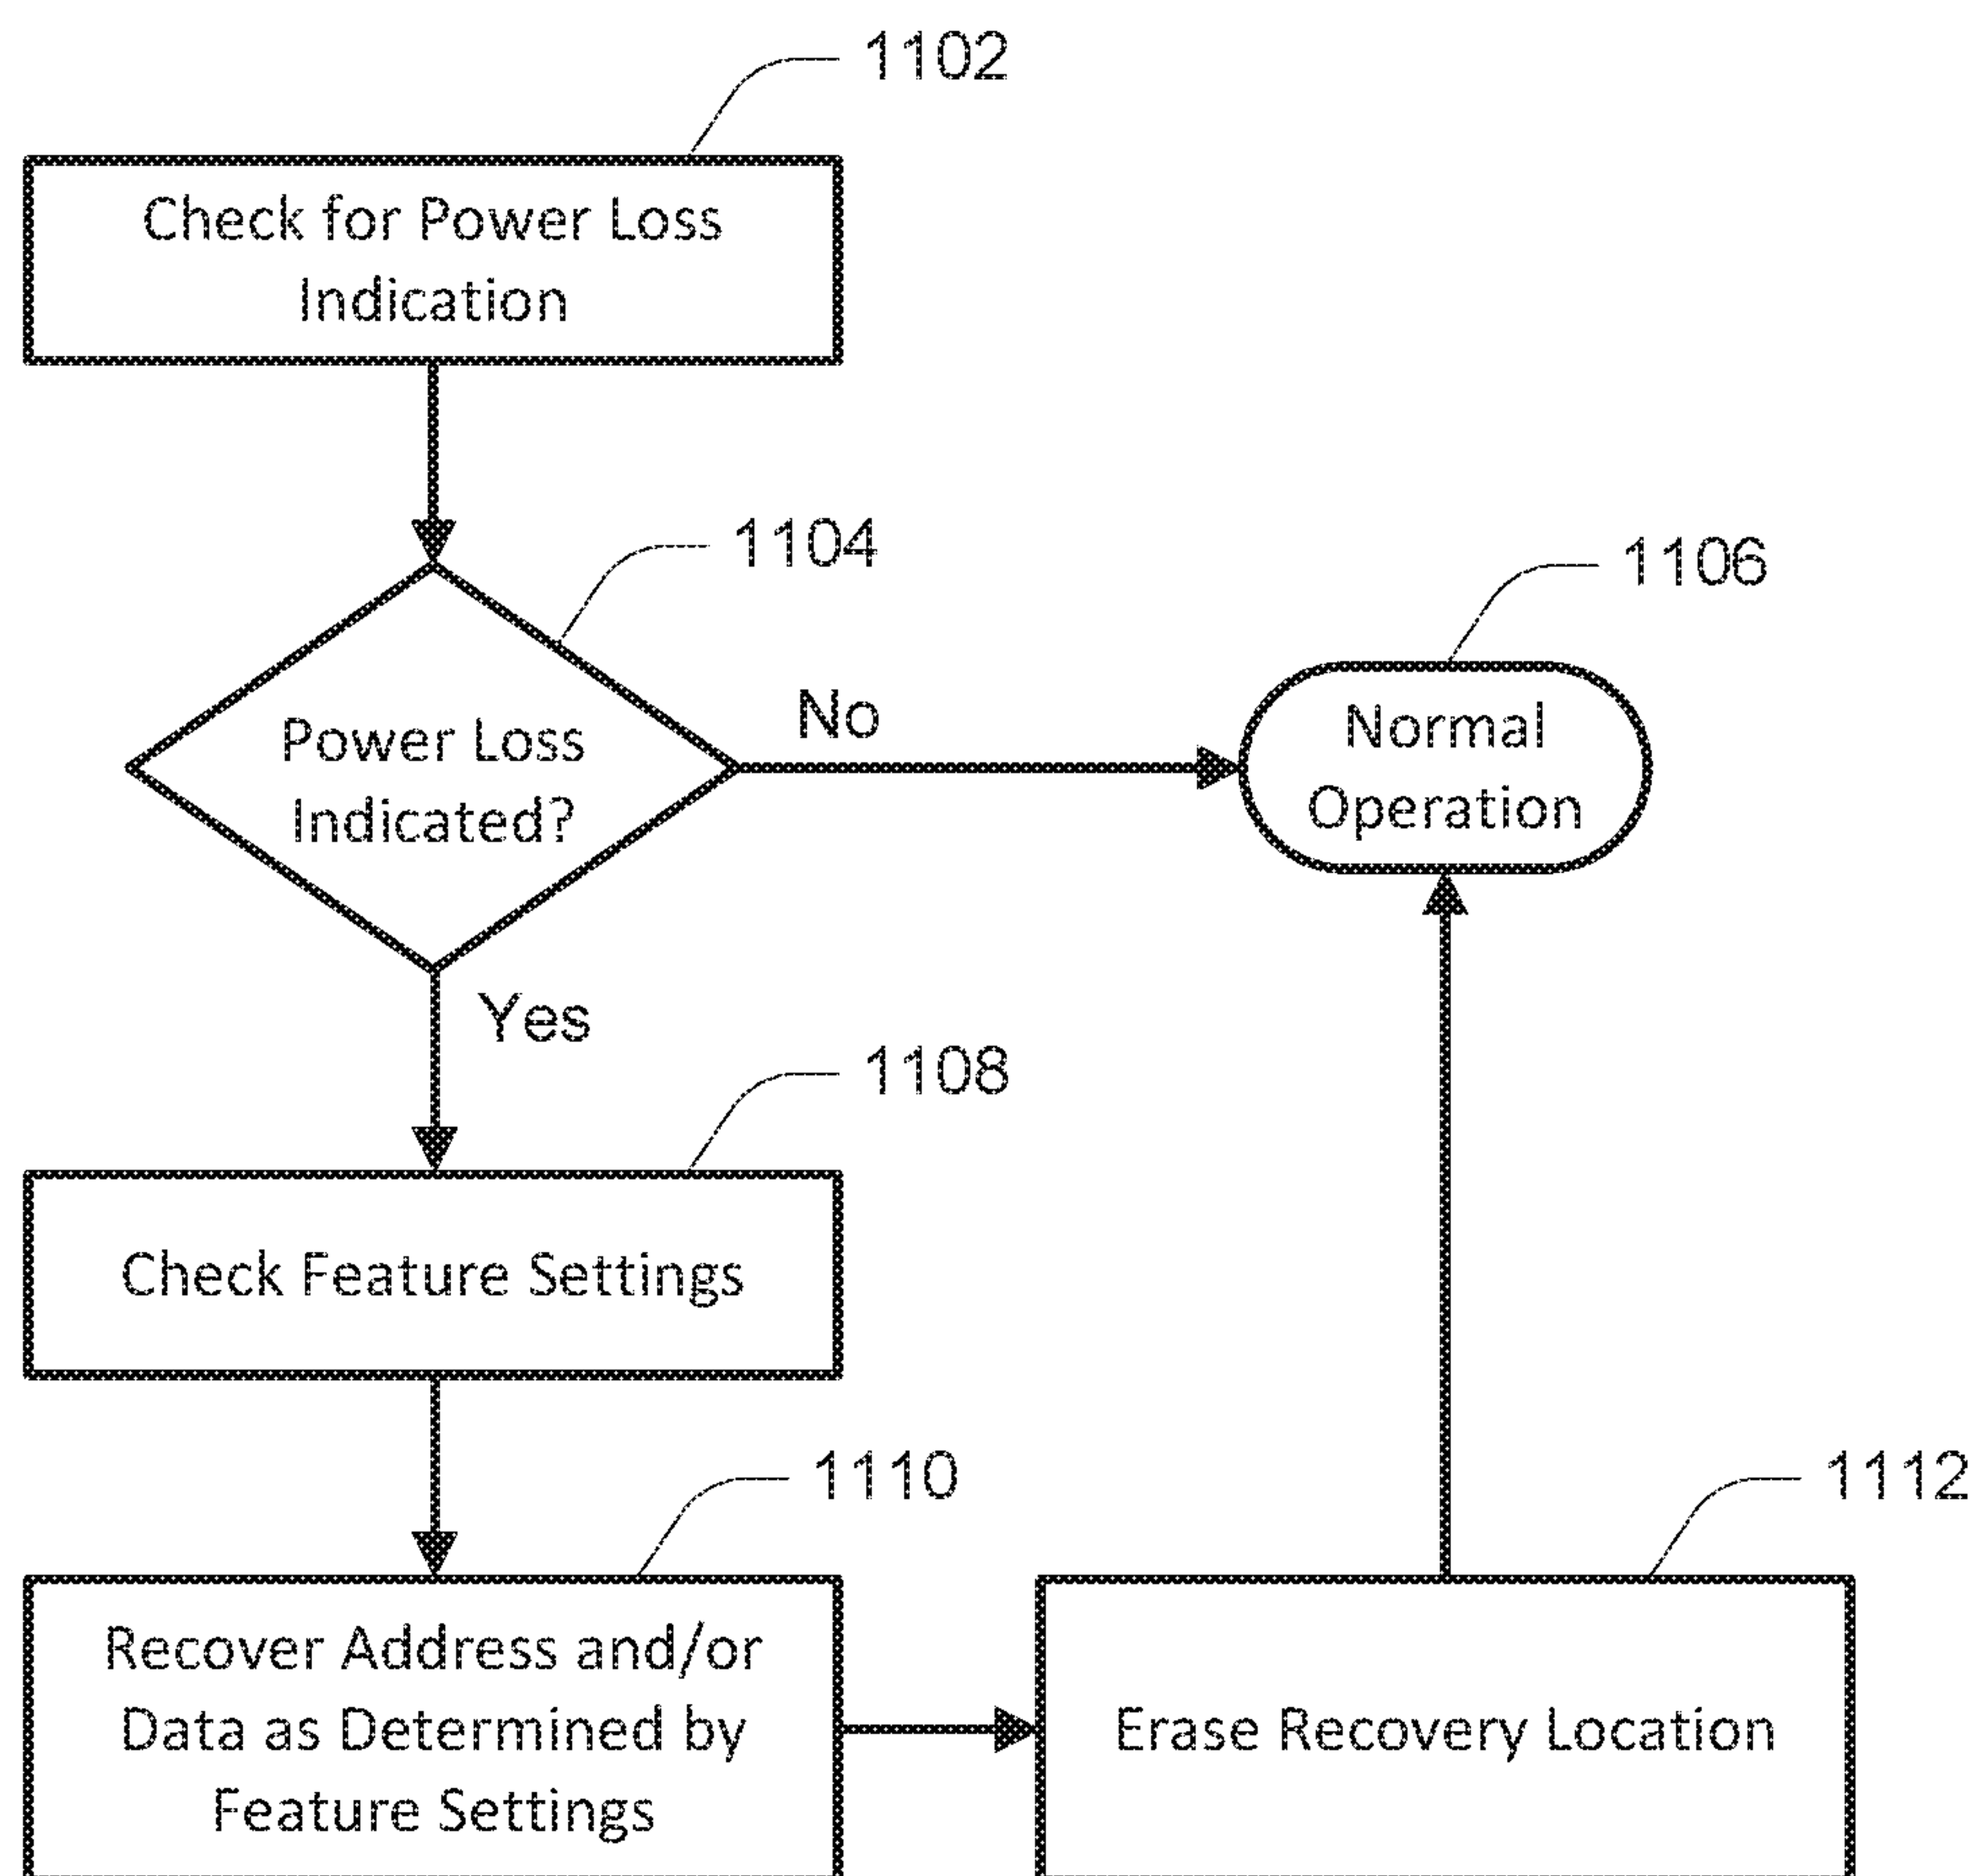 1102
Check for Power Loss
Indication
1104
1106
Power Loss
Indicated?
No
Normal
Operation
Yes
1108
Check Feature Settings
1110
1112
Recover Address and/or
Data as Determined by
Feature Settings
Erase Recovery Location